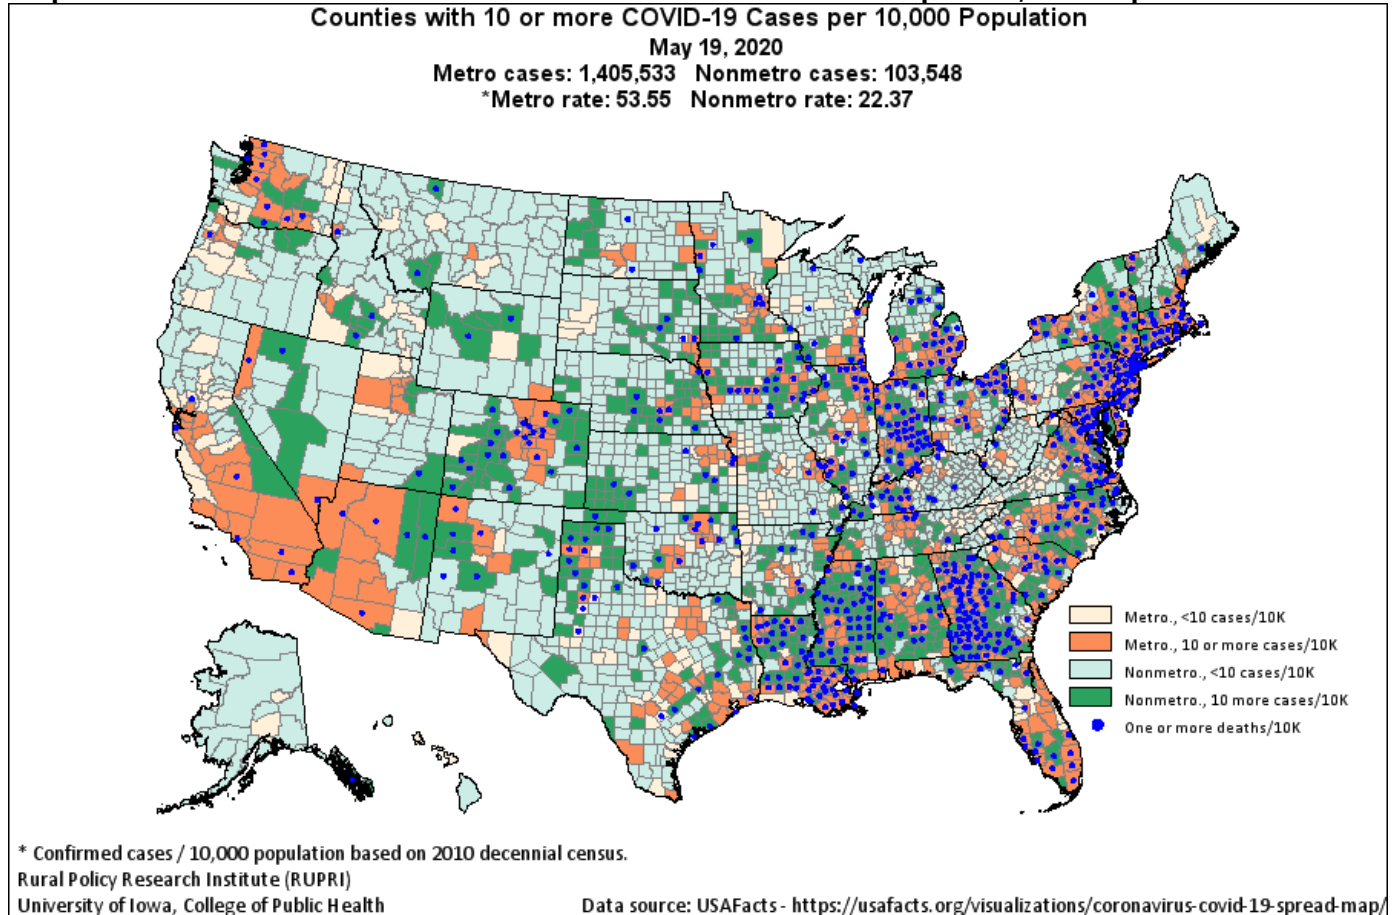 Counties with 10 or more COVID-19 Cases per 10,000 Population
May 19, 2020
Metro cases: 1,405,533 Nonmetro cases: 103,548
*Metro rate: 53.55 Nonmetro rate: 22.37
Metro., <10 cases/10K
Metro., 10 or more cases/10K
Nonmetro., <10 cases/10K
Nonmetro., 10 more cases/10K
One or more deaths/10K
* Confirmed cases / 10,000 population based on 2010 decennial census.
Rural Policy Research Institute (RUPRI)
University of Iowa, College of Public Health
Data source: USAFacts - https://usafacts.org/visualizations/coronavirus-covid-19-spread-map/